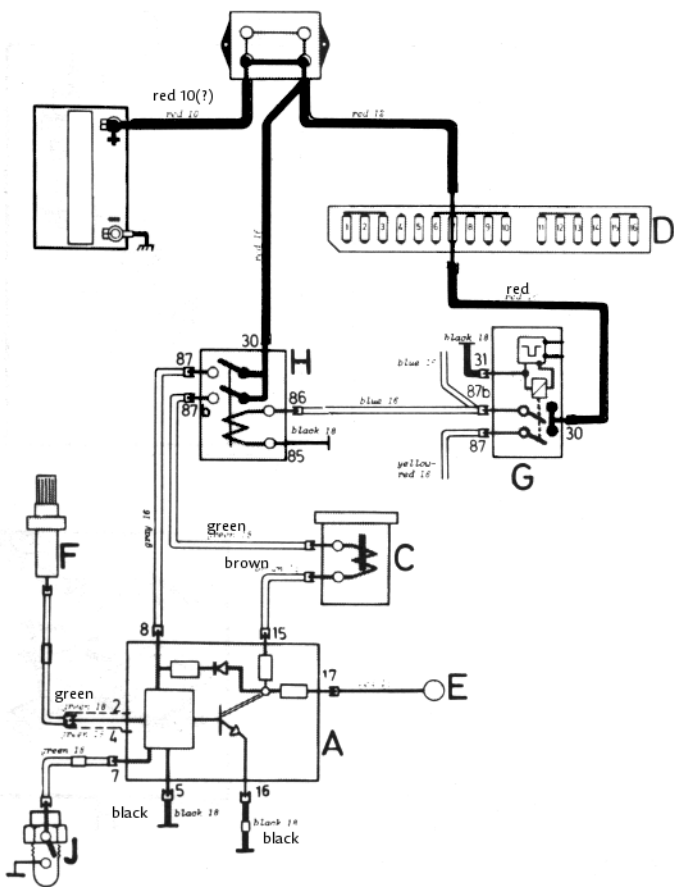 red 10(?)
red 10
red 12
+
−
1 2 3 4 5 6 7 8 9 10 11 12 13 14 15 16
D
red
30
H
black 18
31
87
87b
87b
blue 16
86
blue 16
30
black 18
85
87
G
yellow-
red 16
gray 16
green
F
brown
C
8
15
17
E
green
green 18
2
4
A
green 18
7
5
16
black
black 18
black 18
black
J